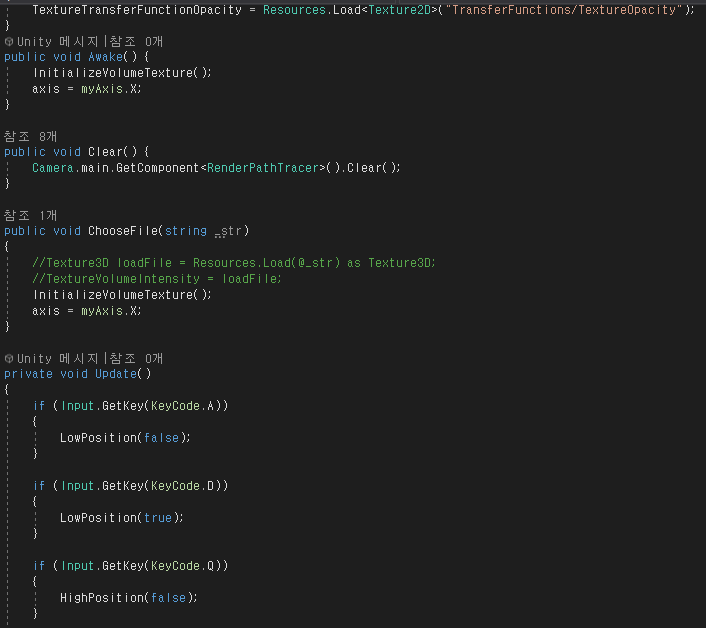 TextureTransferFunctionOpacity = Resources.Load<Texture2D>("TransferFunctions/TextureOpacity");
}
Unity 메시지|참조 0개
public void Awake() {
InitializeVolumeTexture();
axis = myAxis.X;
}
참조 8개
public void Clear() {
Camera.main.GetComponent<RenderPathTracer>().Clear();
}
참조 1개
public void ChooseFile(string _str)
{
//Texture3D loadFile = Resources.Load(@_str) as Texture3D;
//TextureVolumeIntensity = loadFile;
InitializeVolumeTexture();
axis = myAxis.X;
}
Unity 메시지|참조 0개
private void Update()
{
if (Input.GetKey(KeyCode.A))
{
LowPosition(false);
}
if (Input.GetKey(KeyCode.D))
{
LowPosition(true);
}
if (Input.GetKey(KeyCode.Q))
{
HighPosition(false);
}